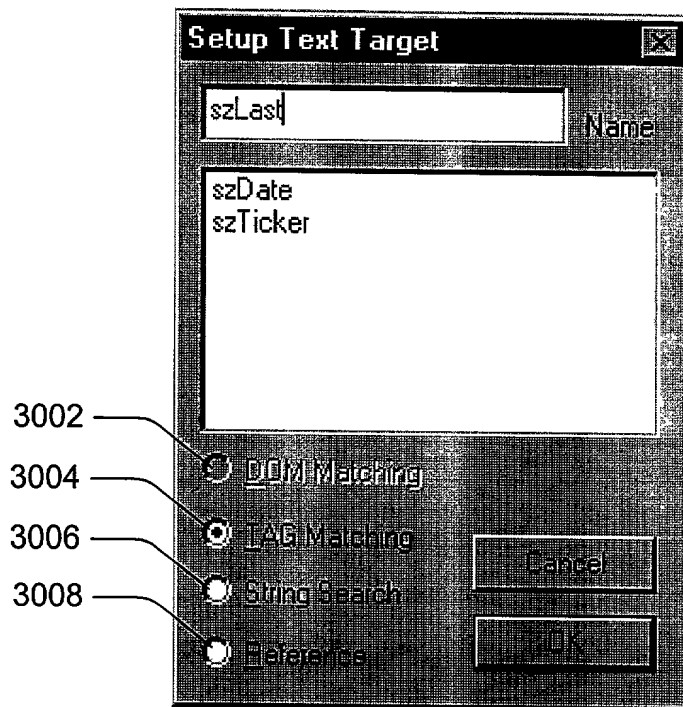 Setup Text Target
szLast
Name
szDate
szTicker
3002
DOM Matching
3004
TAG Matching
3006
String Search
Cancel
3008
Reference
OK